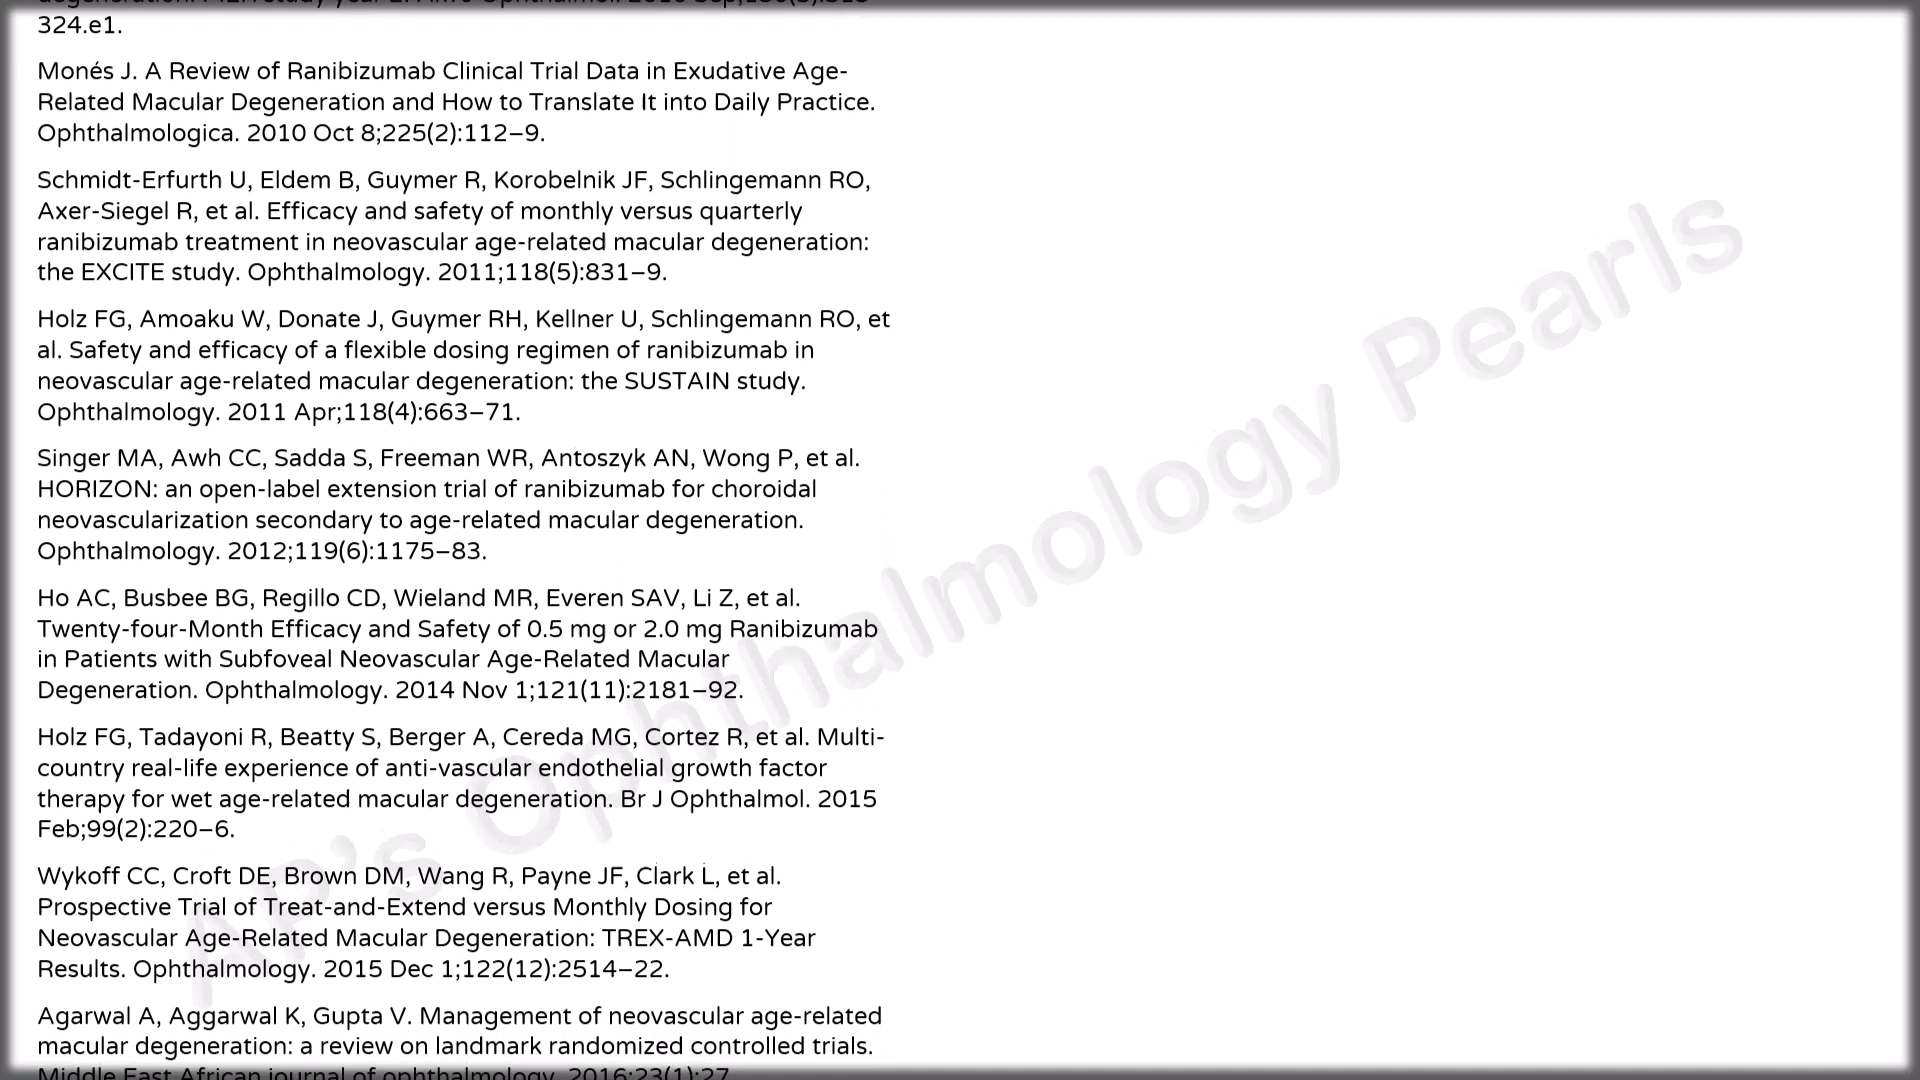 324.e1.
Monés J. A Review of Ranibizumab Clinical Trial Data in Exudative Age-
Related Macular Degeneration and How to Translate It into Daily Practice.
Ophthalmologica. 2010 Oct 8;225(2):112–9.
Schmidt-Erfurth U, Eldem B, Guymer R, Korobelnik JF, Schlingemann RO,
Axer-Siegel R, et al. Efficacy and safety of monthly versus quarterly
ranibizumab treatment in neovascular age-related macular degeneration:
the EXCITE study. Ophthalmology. 2011;118(5):831–9.
Holz FG, Amoaku W, Donate J, Guymer RH, Kellner U, Schlingemann RO, et
al. Safety and efficacy of a flexible dosing regimen of ranibizumab in
neovascular age-related macular degeneration: the SUSTAIN study.
Ophthalmology. 2011 Apr;118(4):663–71.
Singer MA, Awh CC, Sadda S, Freeman WR, Antoszyk AN, Wong P, et al.
HORIZON: an open-label extension trial of ranibizumab for choroidal
neovascularization secondary to age-related macular degeneration.
Ophthalmology. 2012;119(6):1175–83.
Ho AC, Busbee BG, Regillo CD, Wieland MR, Everen SAV, Li Z, et al.
Twenty-four-Month Efficacy and Safety of 0.5 mg or 2.0 mg Ranibizumab
in Patients with Subfoveal Neovascular Age-Related Macular
Degeneration. Ophthalmology. 2014 Nov 1;121(11):2181–92.
Holz FG, Tadayoni R, Beatty S, Berger A, Cereda MG, Cortez R, et al. Multi-
country real-life experience of anti-vascular endothelial growth factor
therapy for wet age-related macular degeneration. Br J Ophthalmol. 2015
Feb;99(2):220–6.
Wykoff CC, Croft DE, Brown DM, Wang R, Payne JF, Clark L, et al.
Prospective Trial of Treat-and-Extend versus Monthly Dosing for
Neovascular Age-Related Macular Degeneration: TREX-AMD 1-Year
Results. Ophthalmology. 2015 Dec 1;122(12):2514–22.
Agarwal A, Aggarwal K, Gupta V. Management of neovascular age-related
macular degeneration: a review on landmark randomized controlled trials.
Middle East African journal of ophthalmology. 2016;23(1):27.
AP's Ophthalmology Pearls